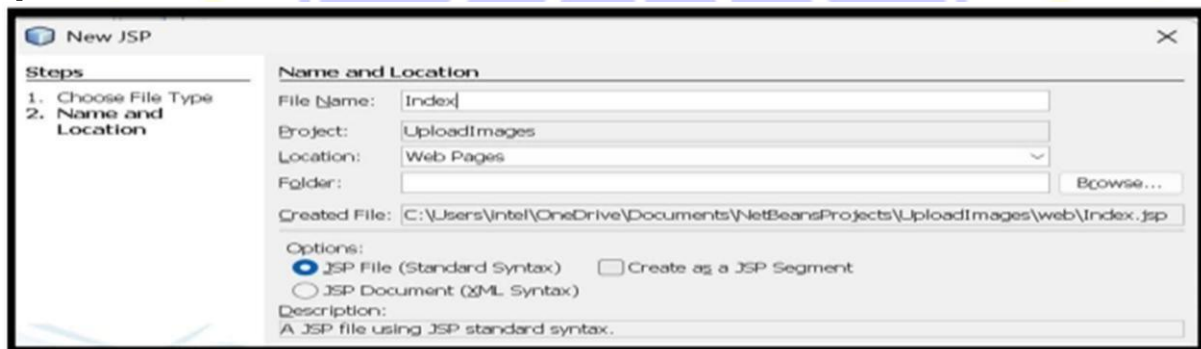 New JSP
Steps
1. Choose File Type
2. Name and
Location
Name and Location
File Name: Index
Project: UploadImages
Location: Web Pages
Folder:
Browse...
Created File: C:\Users\intel\OneDrive\Documents\NetBeansProjects\UploadImages\web\Index.jsp
Options:
JSP File (Standard Syntax) Create as a JSP Segment
JSP Document (XML Syntax)
Description:
A JSP file using JSP standard syntax.